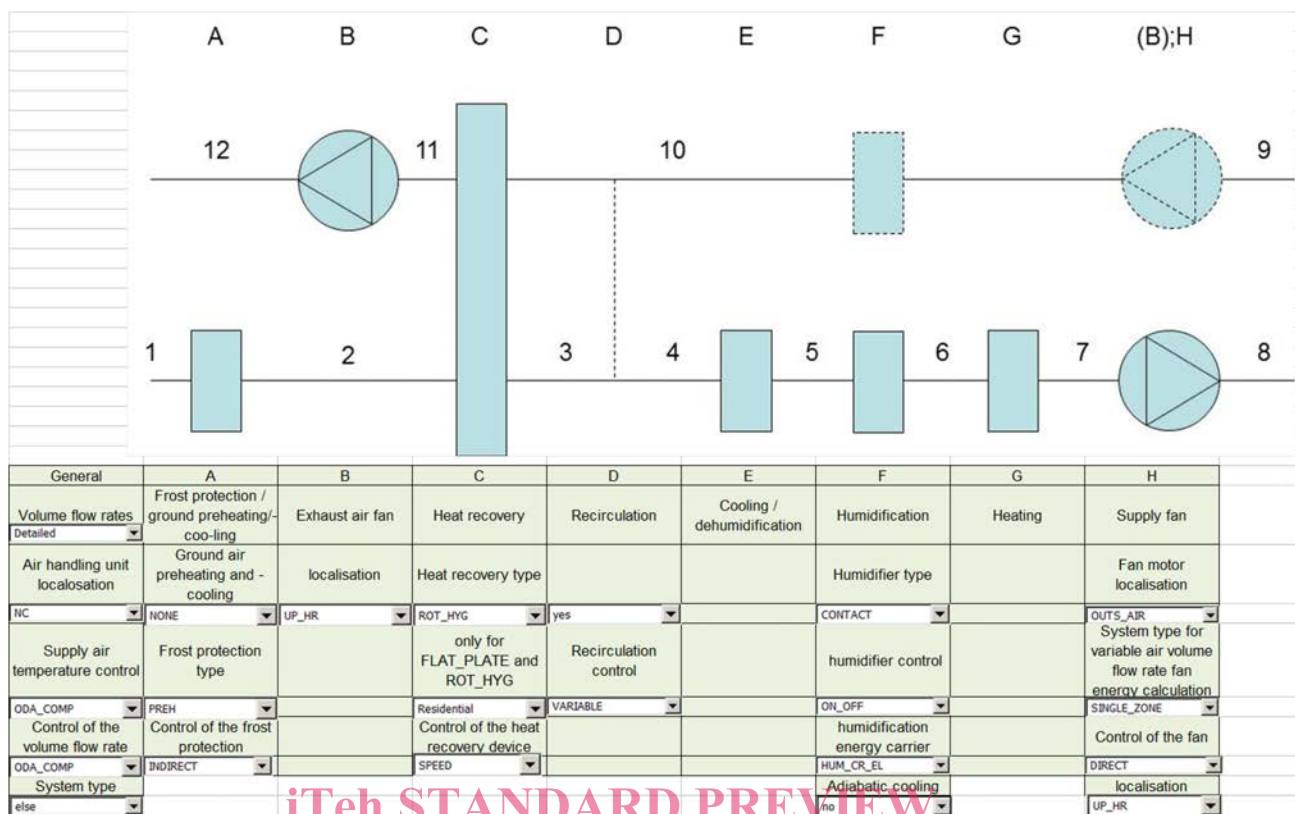 A B C D E F G (B);H
12 11 10 9
1 2 3 4 5 6 7 8
General A B C D E F G H
Volume flow rates
Detailed
Frost protection /
ground preheating/-
coo-ling
Exhaust air fan
Heat recovery
Recirculation
Cooling /
dehumidification
Humidification
Heating
Supply fan
Air handling unit
localosation
NC
Ground air
preheating and -
cooling
NONE
localisation
UP_HR
Heat recovery type
ROT_HYG
yes
Humidifier type
CONTACT
Fan motor
localisation
OUTS_AIR
Supply air
temperature control
ODA_COMP
Frost protection
type
PREH
only for
FLAT_PLATE and
ROT_HYG
Residential
Recirculation
control
VARIABLE
humidifier control
ON_OFF
System type for
variable air volume
flow rate fan
energy calculation
SINGLE_ZONE
Control of the
volume flow rate
ODA_COMP
Control of the frost
protection
INDIRECT
Control of the heat
recovery device
SPEED
humidification
energy carrier
HUM_CR_EL
Control of the fan
DIRECT
System type
else
Adiabatic cooling
no
localisation
UP_HR
iTeh STANDARD PREVIEW